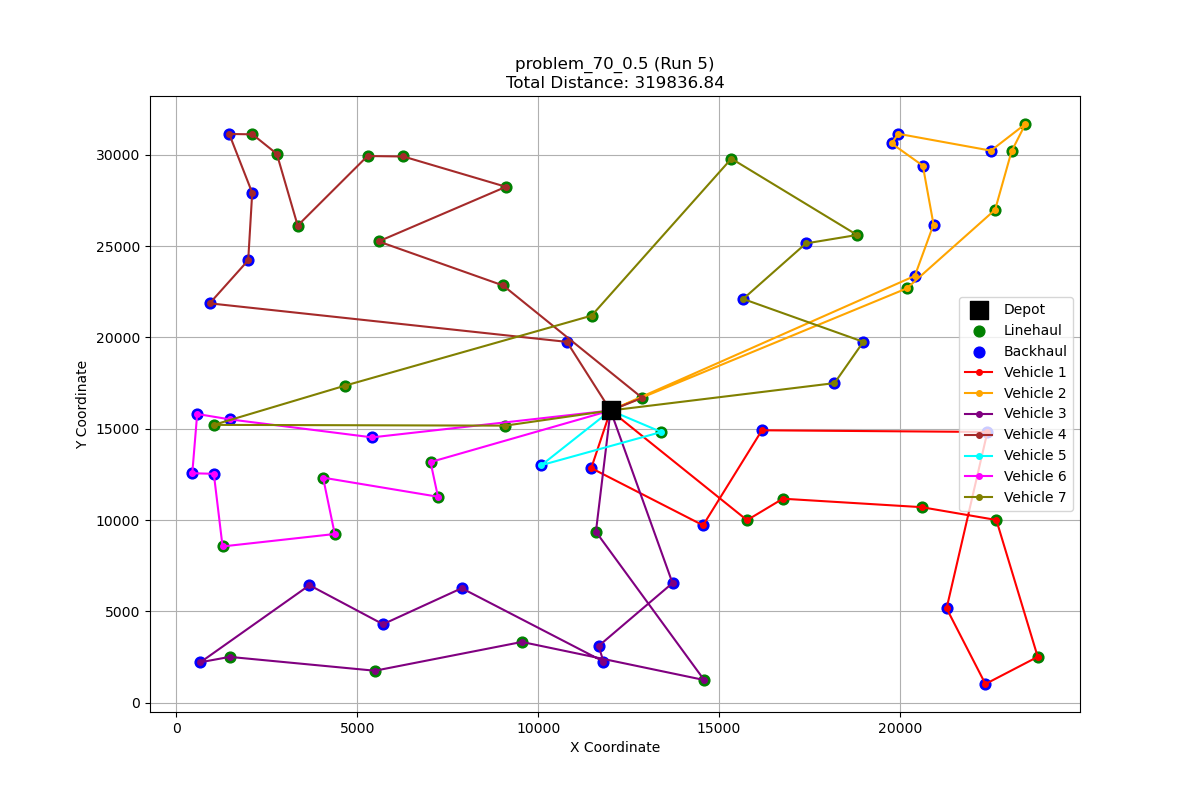 problem_70_0.5 (Run 5)
Total Distance: 319836.84
Y Coordinate
30000
25000
20000
15000
10000
5000
0
0
5000
10000
15000
20000
X Coordinate
Depot
Linehaul
Backhaul
Vehicle 1
Vehicle 2
Vehicle 3
Vehicle 4
Vehicle 5
Vehicle 6
Vehicle 7